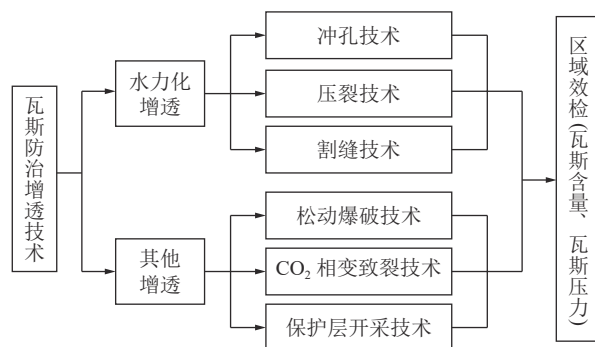 瓦斯防治增透技术
水力化
增透
其他
增透
冲孔技术
压裂技术
割缝技术
松动爆破技术
CO₂ 相变致裂技术
保护层开采技术
区域效检(瓦斯含量、瓦斯压力)